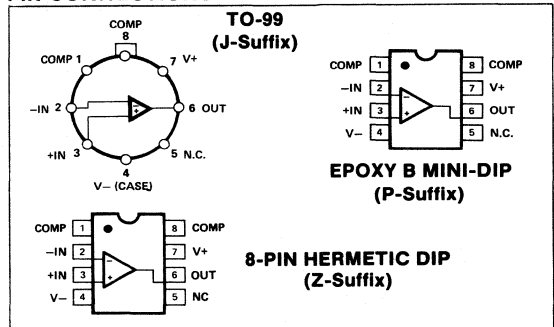 TO-99
(J-Suffix)
COMP
8
COMP 1
7 V+
−IN 2
6 OUT
+IN 3
5 N.C.
4
V− (CASE)
− +
COMP 1 8 COMP
−IN 2 7 V+
+IN 3 6 OUT
V− 4 5 N.C.
− +
EPOXY B MINI-DIP
(P-Suffix)
COMP 1 8 COMP
−IN 2 7 V+
+IN 3 6 OUT
V− 4 5 NC
− +
8-PIN HERMETIC DIP
(Z-Suffix)